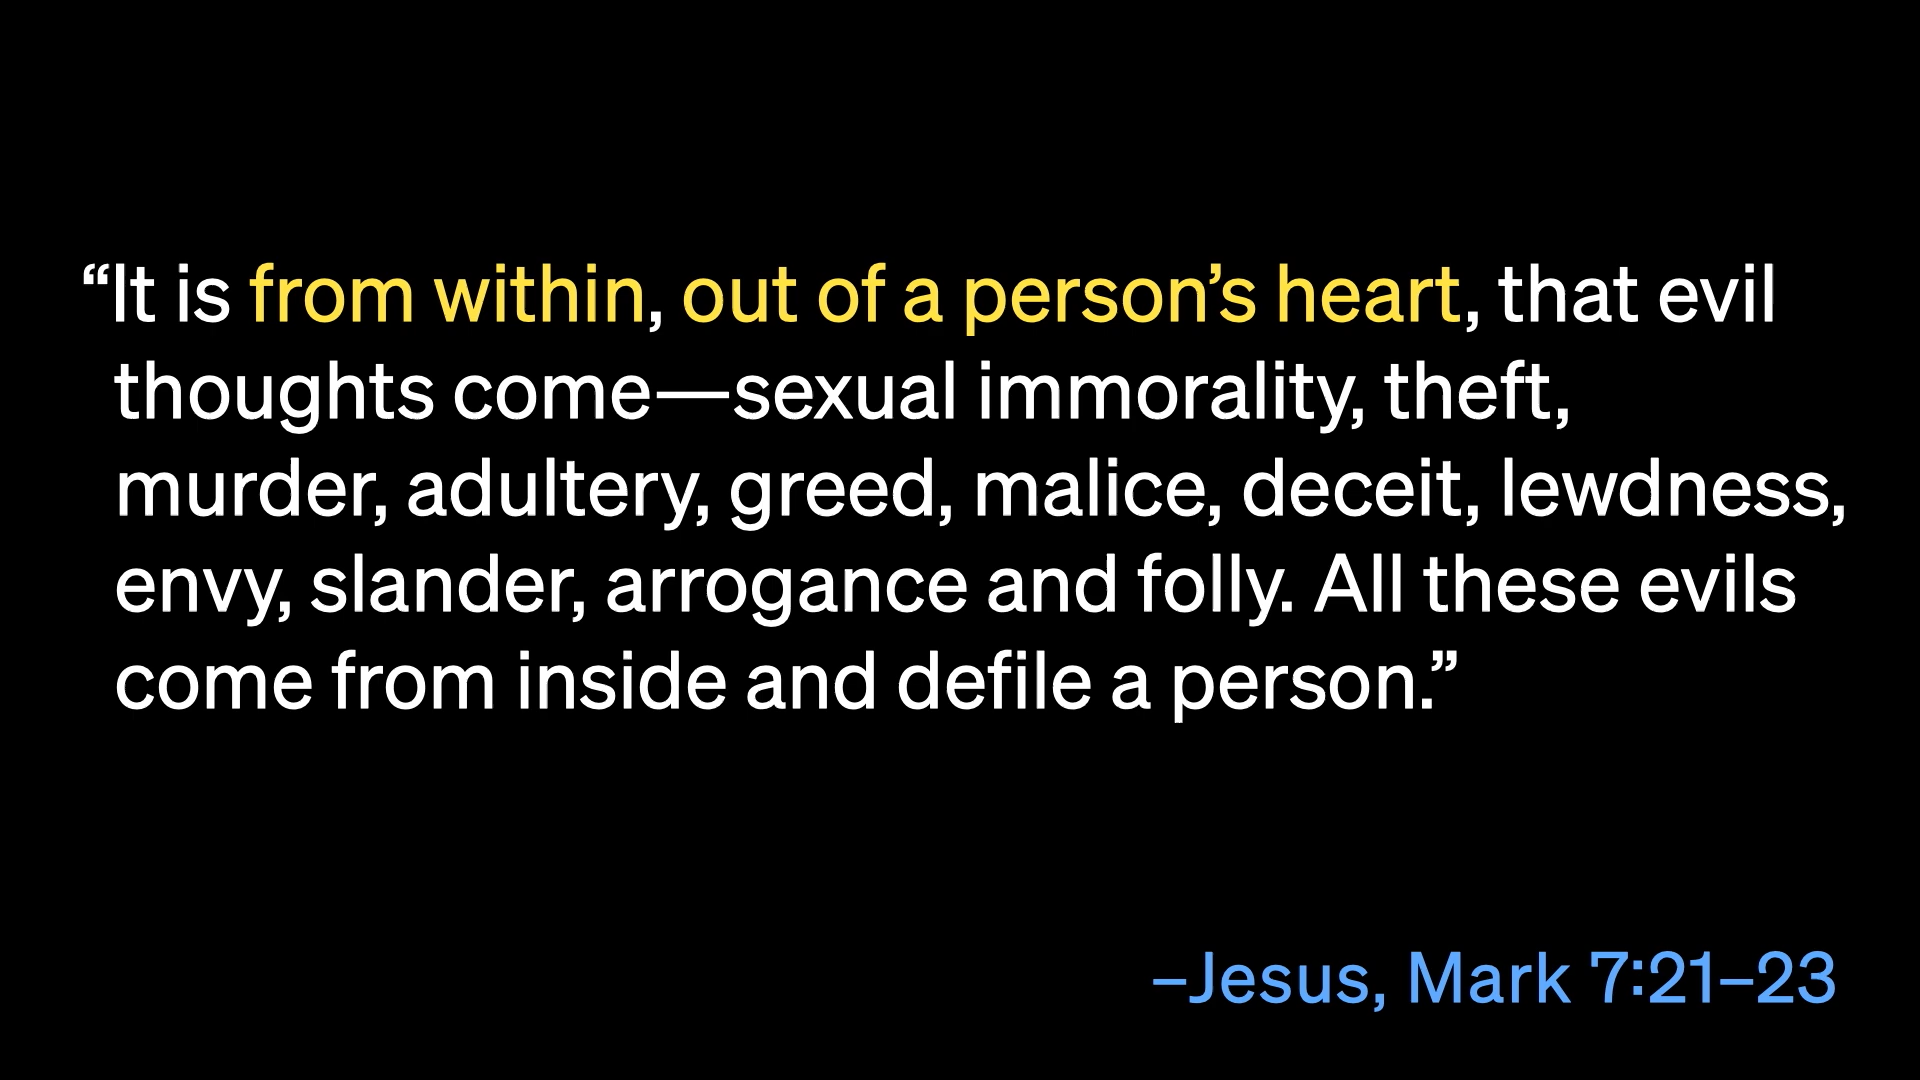 “It is from within, out of a person’s heart, that evil
thoughts come—sexual immorality, theft,
murder, adultery, greed, malice, deceit, lewdness,
envy, slander, arrogance and folly. All these evils
come from inside and defile a person.”
–Jesus, Mark 7:21–23